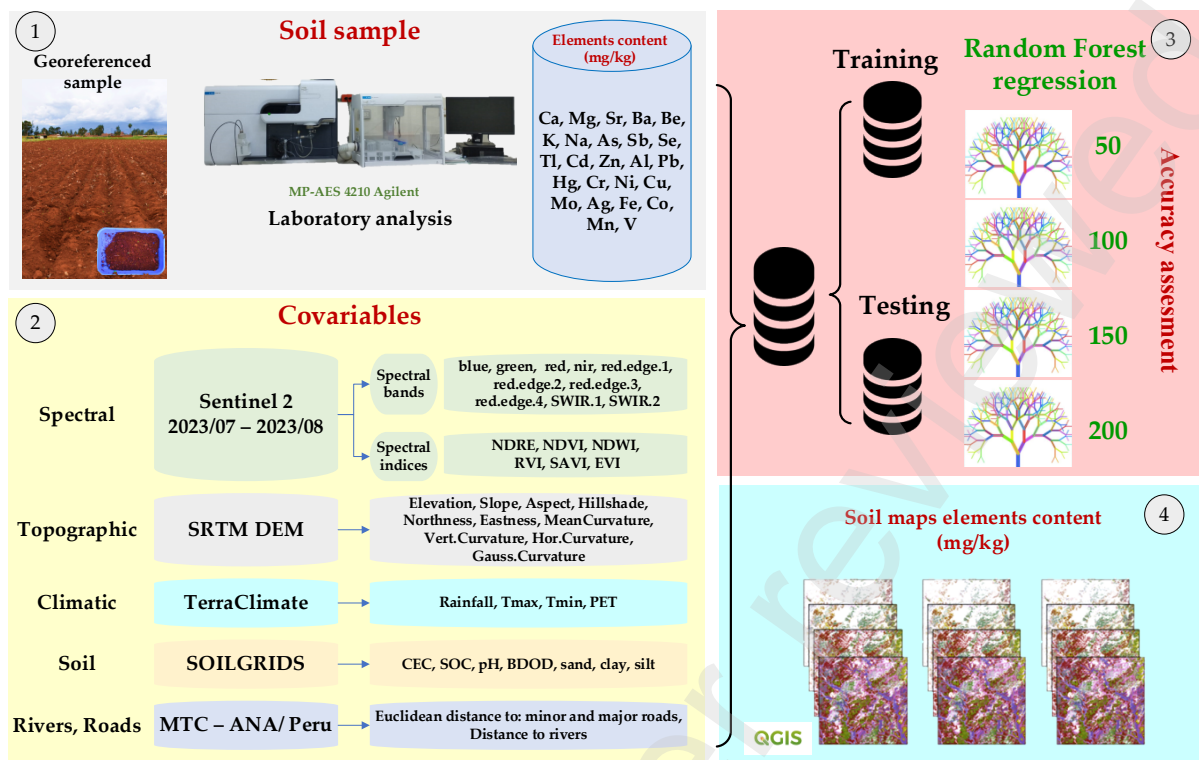 1
Soil sample
Georeferenced
sample
MP-AES 4210 Agilent
Laboratory analysis
Elements content
(mg/kg)
Ca, Mg, Sr, Ba, Be,
K, Na, As, Sb, Se,
Tl, Cd, Zn, Al, Pb,
Hg, Cr, Ni, Cu,
Mo, Ag, Fe, Co,
Mn, V
2
Covariables
Spectral
Sentinel 2
2023/07 – 2023/08
Spectral
bands
blue, green, red, nir, red.edge.1,
red.edge.2, red.edge.3,
red.edge.4, SWIR.1, SWIR.2
Spectral
indices
NDRE, NDVI, NDWI,
RVI, SAVI, EVI
Topographic
SRTM DEM
Elevation, Slope, Aspect, Hillshade,
Northness, Eastness, MeanCurvature,
Vert.Curvature, Hor.Curvature,
Gauss.Curvature
Climatic
TerraClimate
Rainfall, Tmax, Tmin, PET
Soil
SOILGRIDS
CEC, SOC, pH, BDOD, sand, clay, silt
Rivers, Roads
MTC – ANA/ Peru
Euclidean distance to: minor and major roads,
Distance to rivers
3
Training
Testing
Random Forest
regression
50
100
150
200
Accuracy assesment
4
Soil maps elements content
(mg/kg)
QGIS
er reviewed